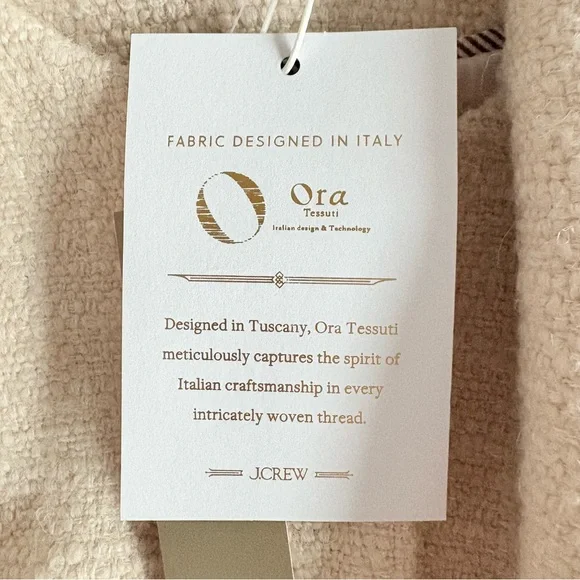 FABRIC DESIGNED IN ITALY
Ora
Tessuti
Italian design & Technology
Designed in Tuscany, Ora Tessuti
meticulously captures the spirit of
Italian craftsmanship in every
intricately woven thread.
J.CREW